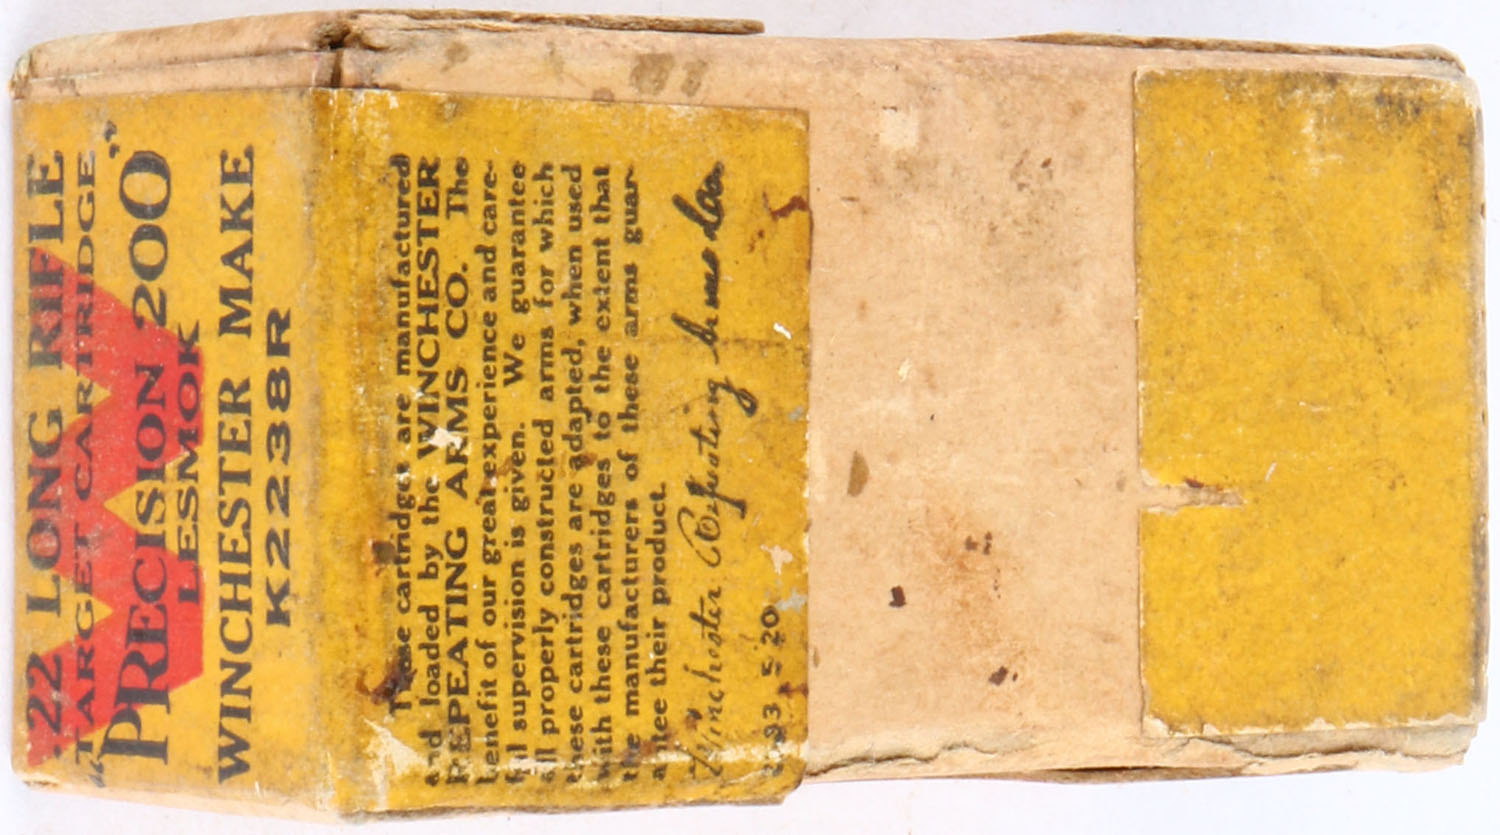 .22 LONG RIFLE
TARGET CARTRIDGE
"PRECISION 200"
LESMOK
WINCHESTER MAKE
K2238R
These cartridges are manufactured
and loaded by the WINCHESTER
REPEATING ARMS CO. The
benefit of our great experience and care-
ful supervision is given. We guarantee
all properly constructed arms for which
these cartridges are adapted, when used
with these cartridges to the extent that
the manufacturers of these arms guar-
antee their product.
Winchester Repeating Arms Co.
93 5 20